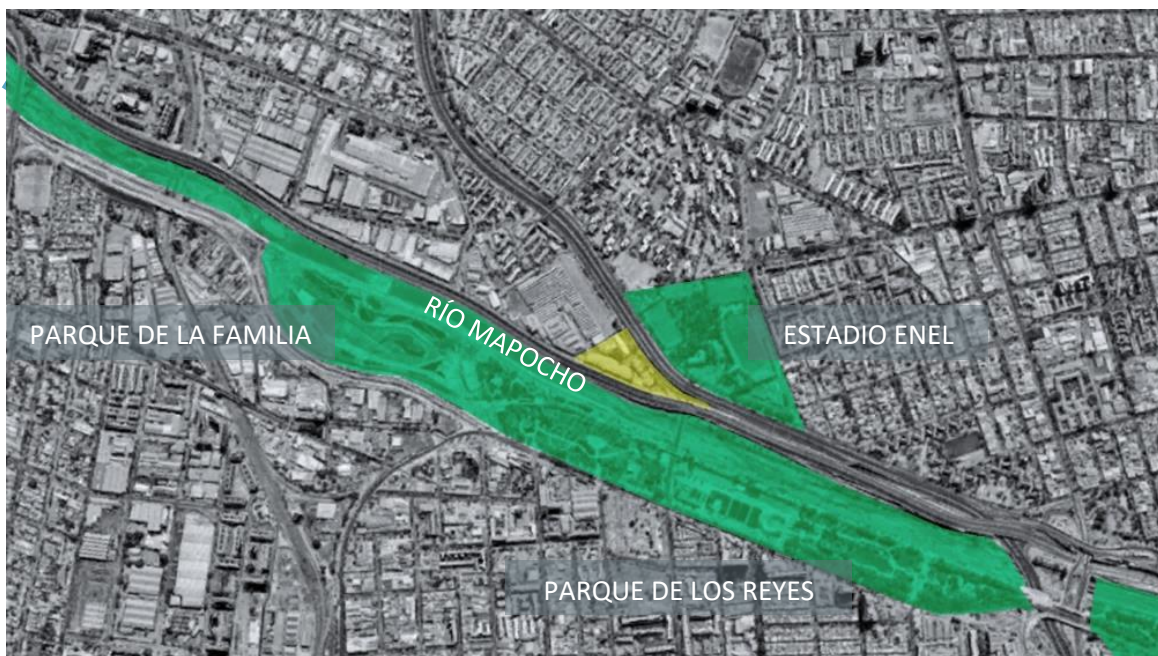 PARQUE DE LA FAMILIA
RÍO MAPOCHO
ESTADIO ENEL
PARQUE DE LOS REYES